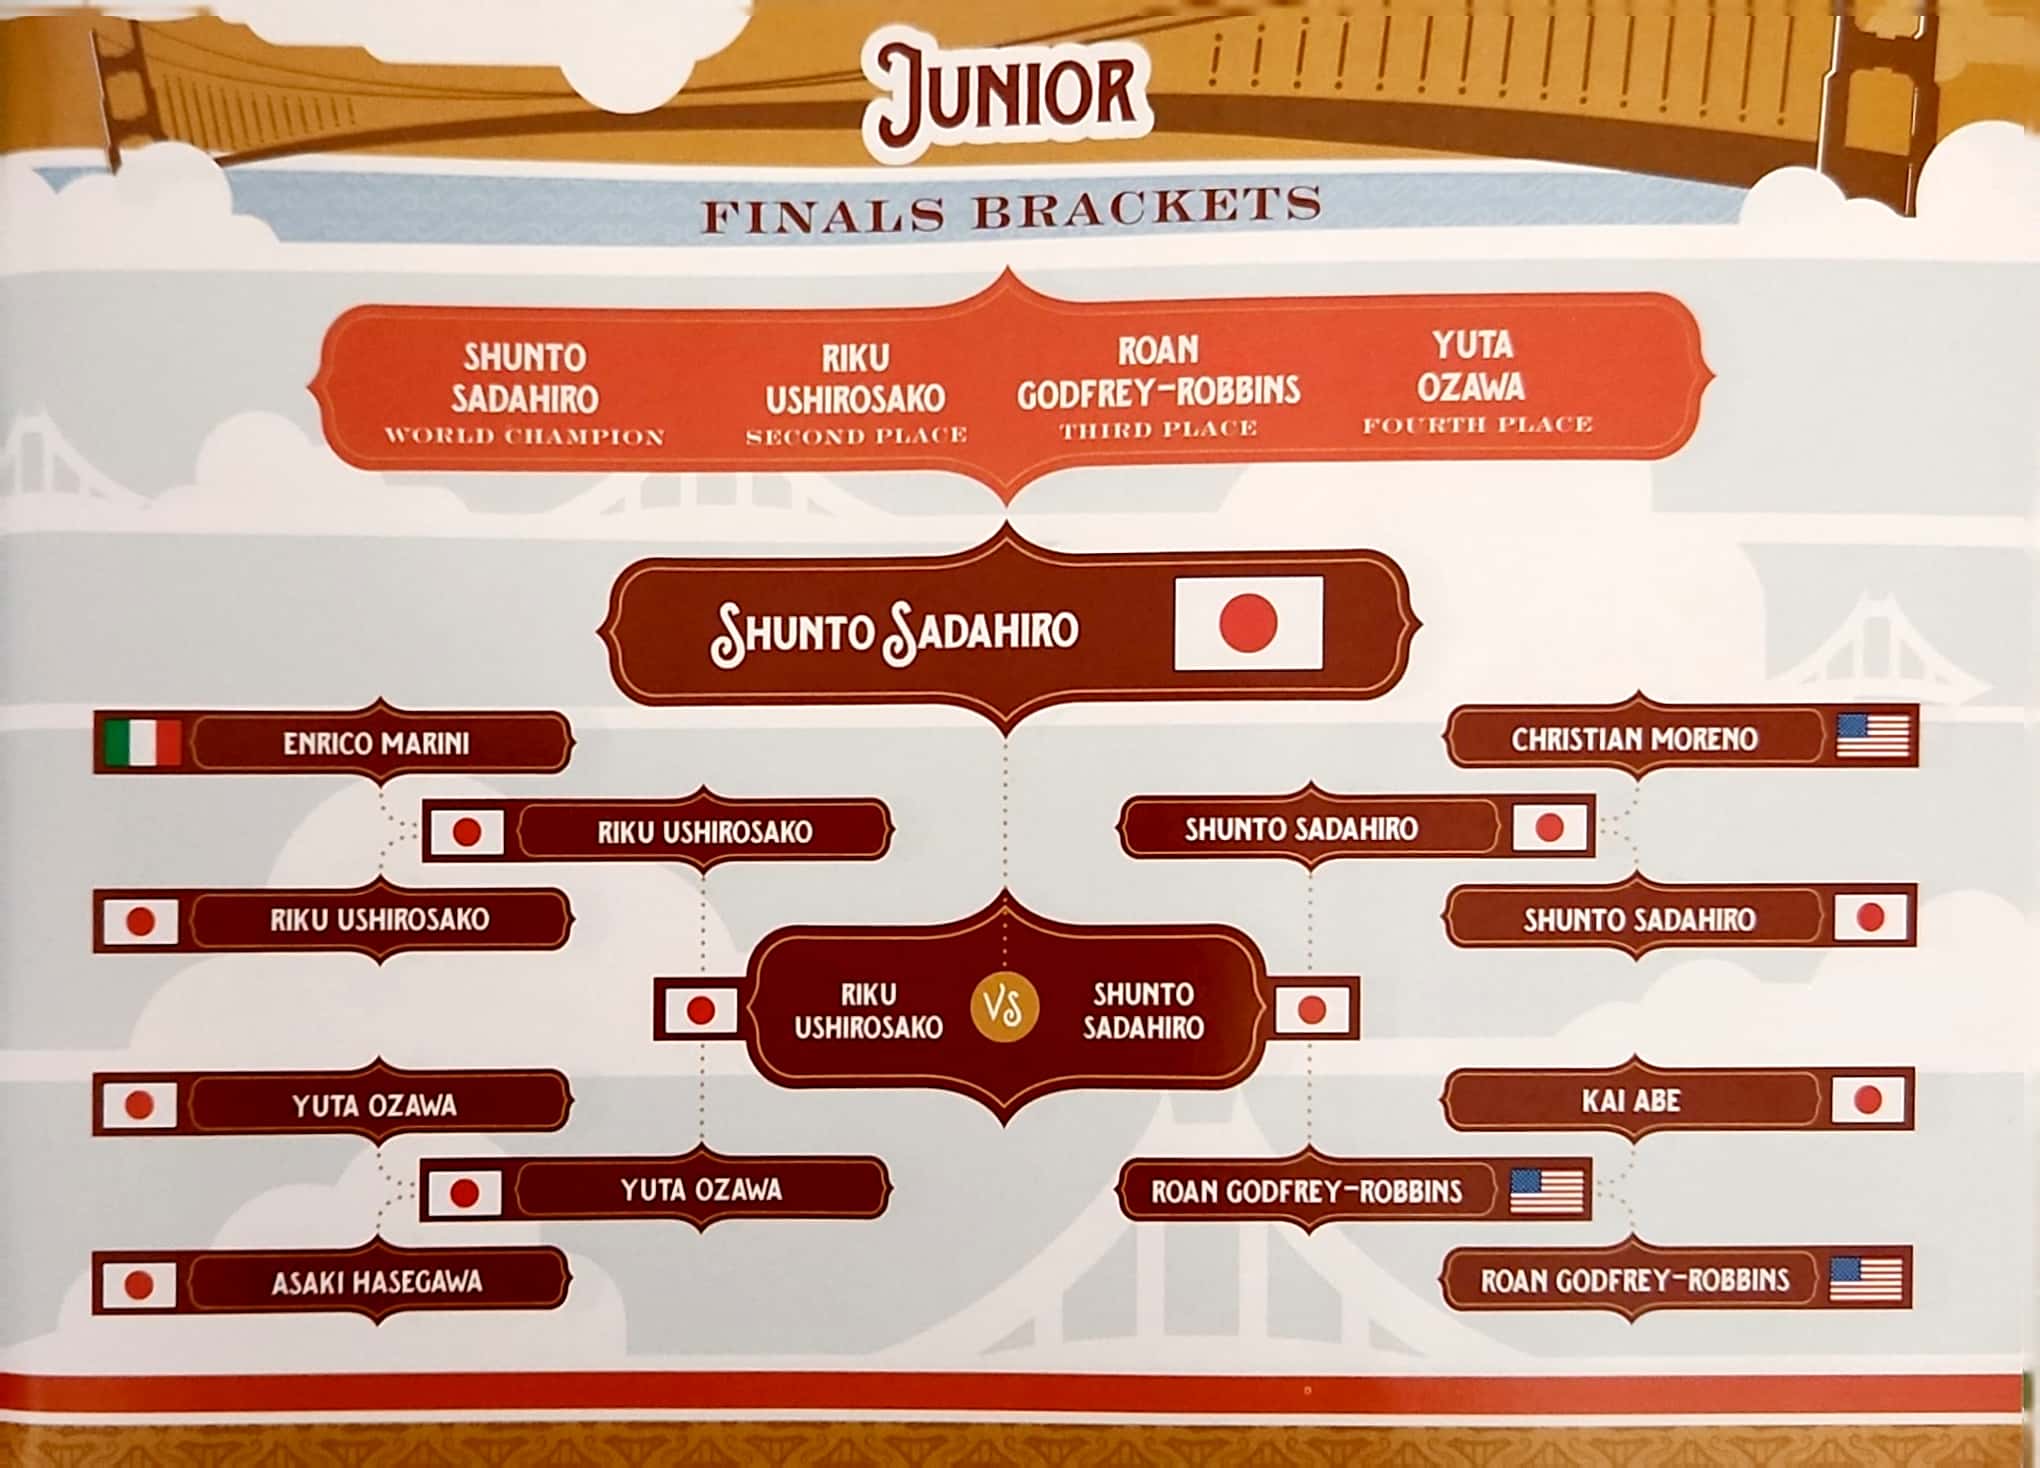 JUNIOR
FINALS BRACKETS
SHUNTO
SADAHIRO
WORLD CHAMPION
RIKU
USHIROSAKO
SECOND PLACE
ROAN
GODFREY-ROBBINS
THIRD PLACE
YUTA
OZAWA
FOURTH PLACE
SHUNTO SADAHIRO
ENRICO MARINI
CHRISTIAN MORENO
RIKU USHIROSAKO
SHUNTO SADAHIRO
RIKU USHIROSAKO
SHUNTO SADAHIRO
RIKU
USHIROSAKO
VS
SHUNTO
SADAHIRO
YUTA OZAWA
KAI ABE
YUTA OZAWA
ROAN GODFREY-ROBBINS
ASAKI HASEGAWA
ROAN GODFREY-ROBBINS